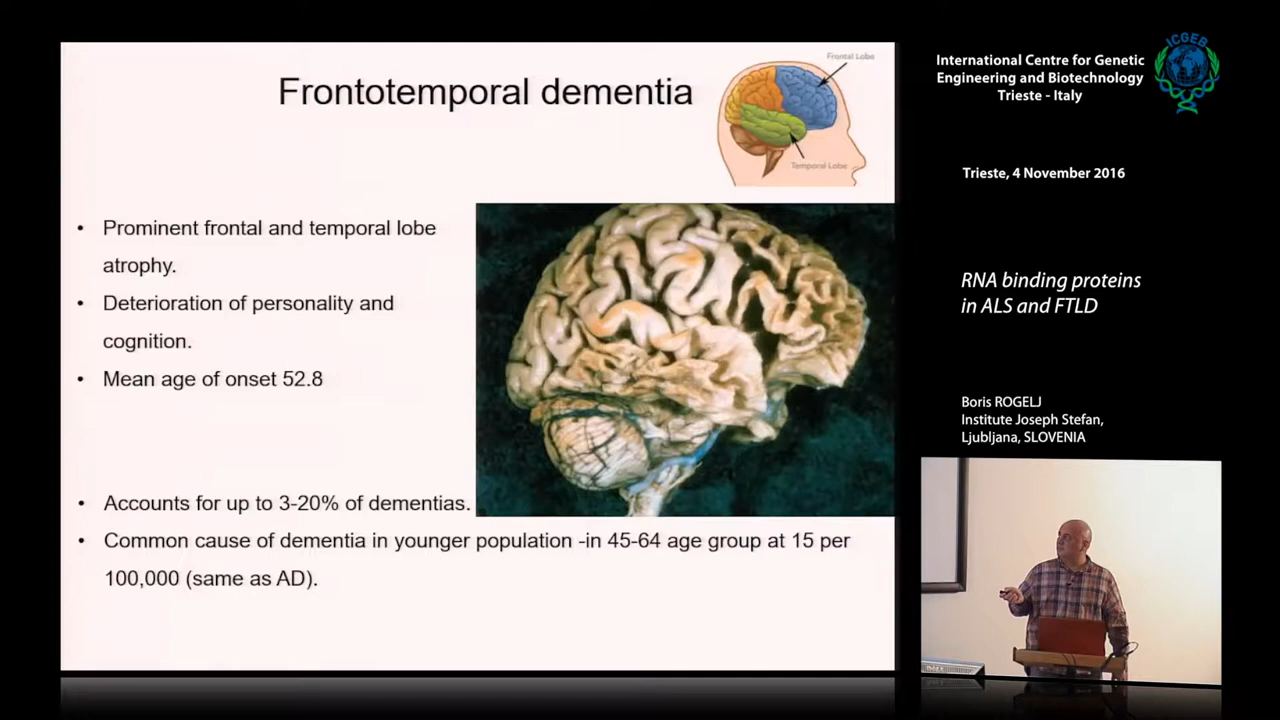 Frontotemporal dementia
Frontal Lobe
Temporal Lobe
• Prominent frontal and temporal lobe
atrophy.
• Deterioration of personality and
cognition.
• Mean age of onset 52.8
• Accounts for up to 3-20% of dementias.
• Common cause of dementia in younger population -in 45-64 age group at 15 per
100,000 (same as AD).
International Centre for Genetic
Engineering and Biotechnology
Trieste - Italy
ICGEB
Trieste, 4 November 2016
RNA binding proteins
in ALS and FTLD
Boris ROGELJ
Institute Joseph Stefan,
Ljubljana, SLOVENIA